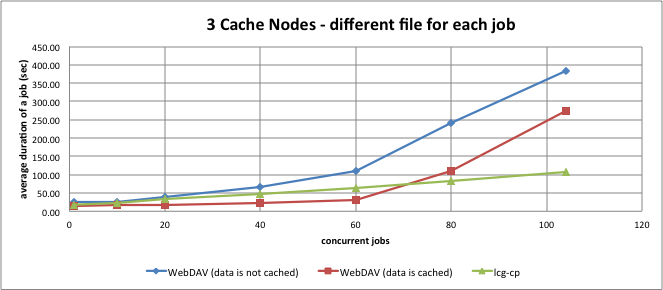 3 Cache Nodes - different file for each job
average duration of a job (sec)
450.00
400.00
350.00
300.00
250.00
200.00
150.00
100.00
50.00
0.00
0 20 40 60 80 100 120
concurrent jobs
WebDAV (data is not cached) WebDAV (data is cached) lcg-cp